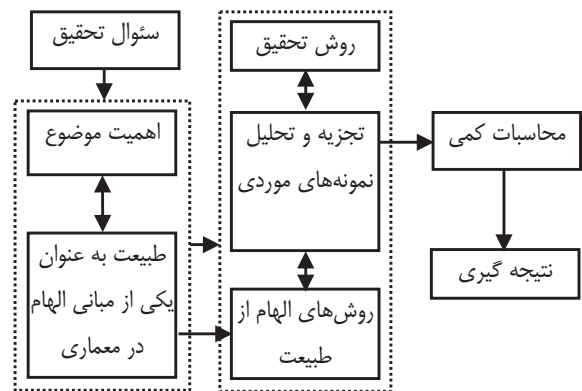 سئوال تحقیق
اهمیت موضوع
طبیعت به عنوان
یکی از مبانی الهام
در معماری
روش تحقیق
تجزیه و تحلیل
نمونه‌های موردی
روش‌های الهام از
طبیعت
محاسبات کمی
نتیجه گیری